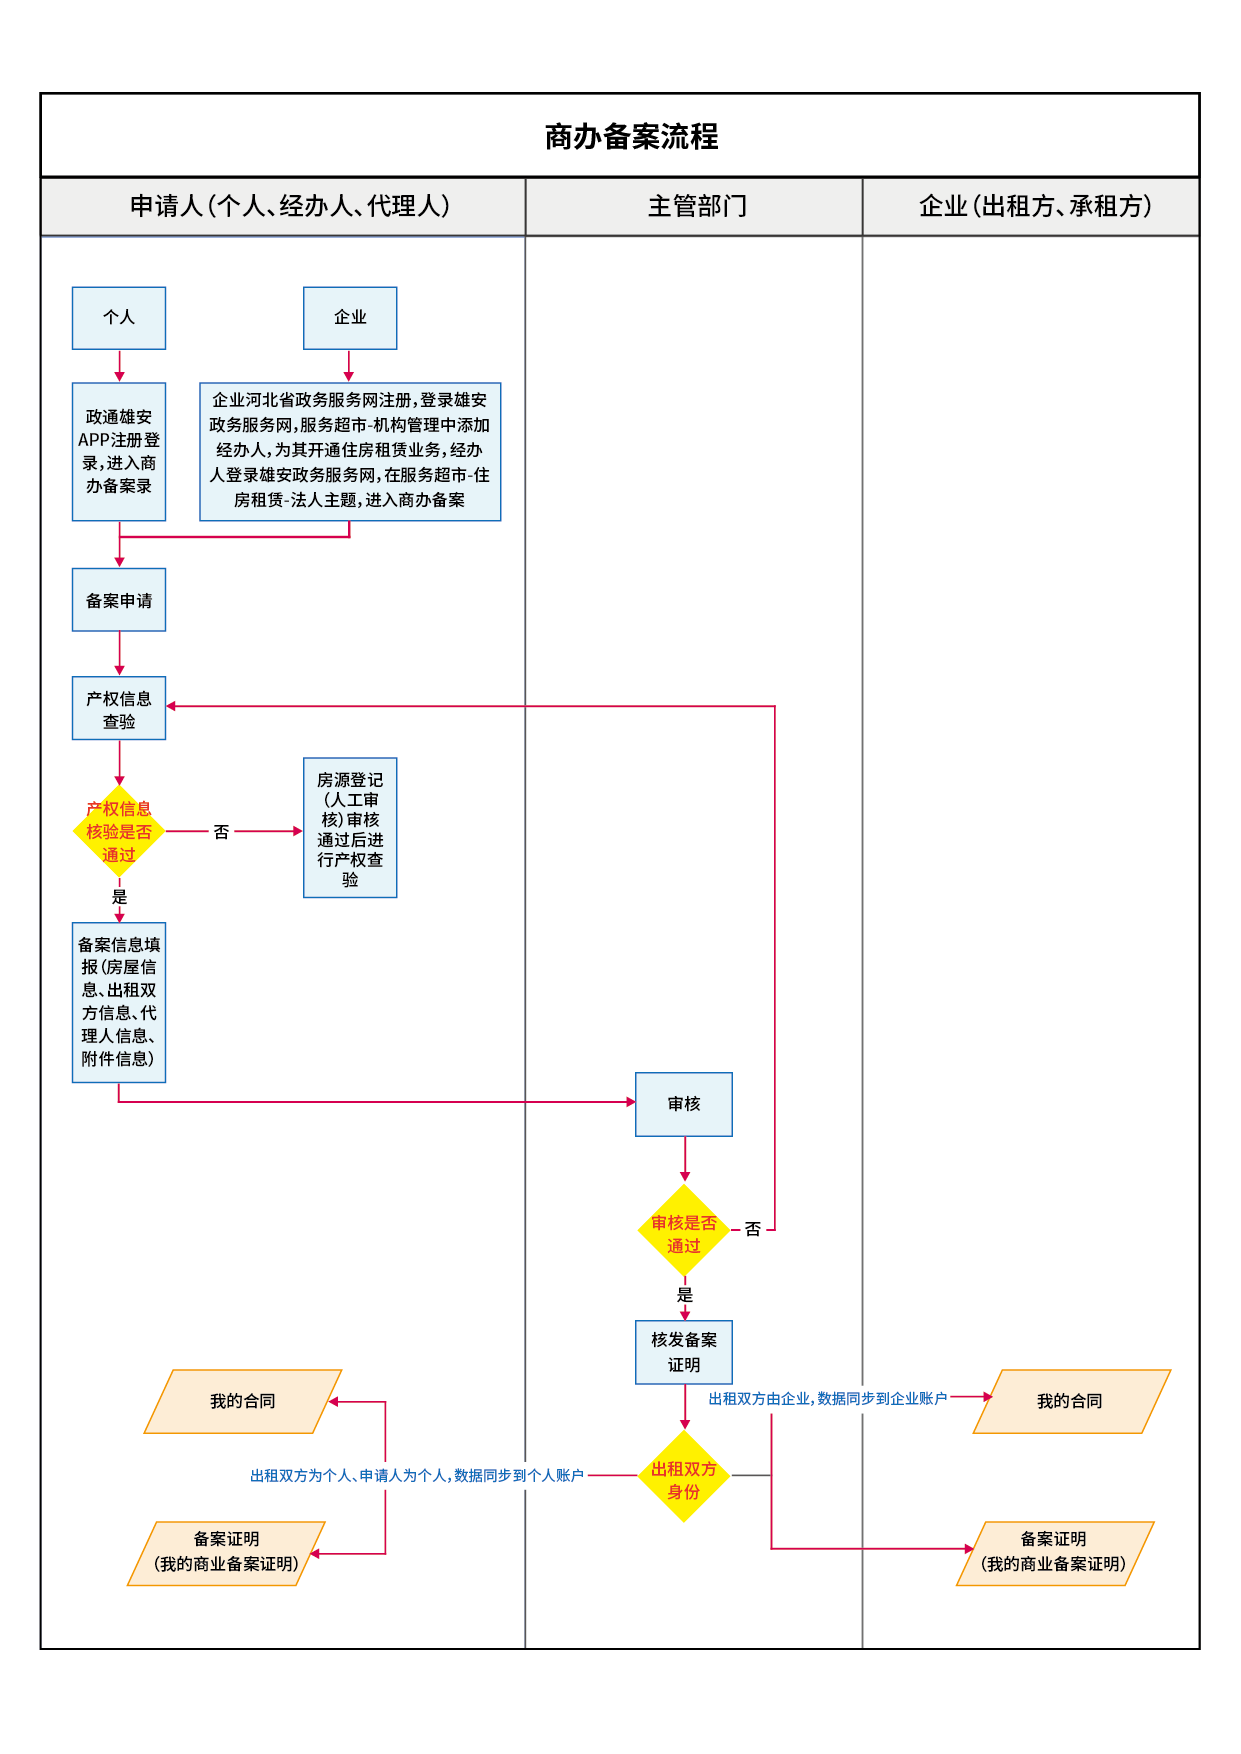 商办备案流程
申请人(个人、经办人、代理人)
主管部门
企业(出租方、承租方)
个人
企业
政通雄安
APP注册登
录,进入商
办备案录
企业河北省政务服务网注册,登录雄安
政务服务网,服务超市-机构管理中添加
经办人,为其开通住房租赁业务,经办
人登录雄安政务服务网,在服务超市-住
房租赁-法人主题,进入商办备案
备案申请
产权信息
查验
产权信息
核验是否
通过
否
房源登记
(人工审
核)审核
通过后进
行产权查
验
是
备案信息填
报(房屋信
息、出租双
方信息、代
理人信息、
附件信息)
审核
审核是否
通过
否
是
核发备案
证明
出租双方由企业,数据同步到企业账户
我的合同
我的合同
出租双方为个人、申请人为个人,数据同步到个人账户
出租双方
身份
备案证明
(我的商业备案证明)
备案证明
(我的商业备案证明)